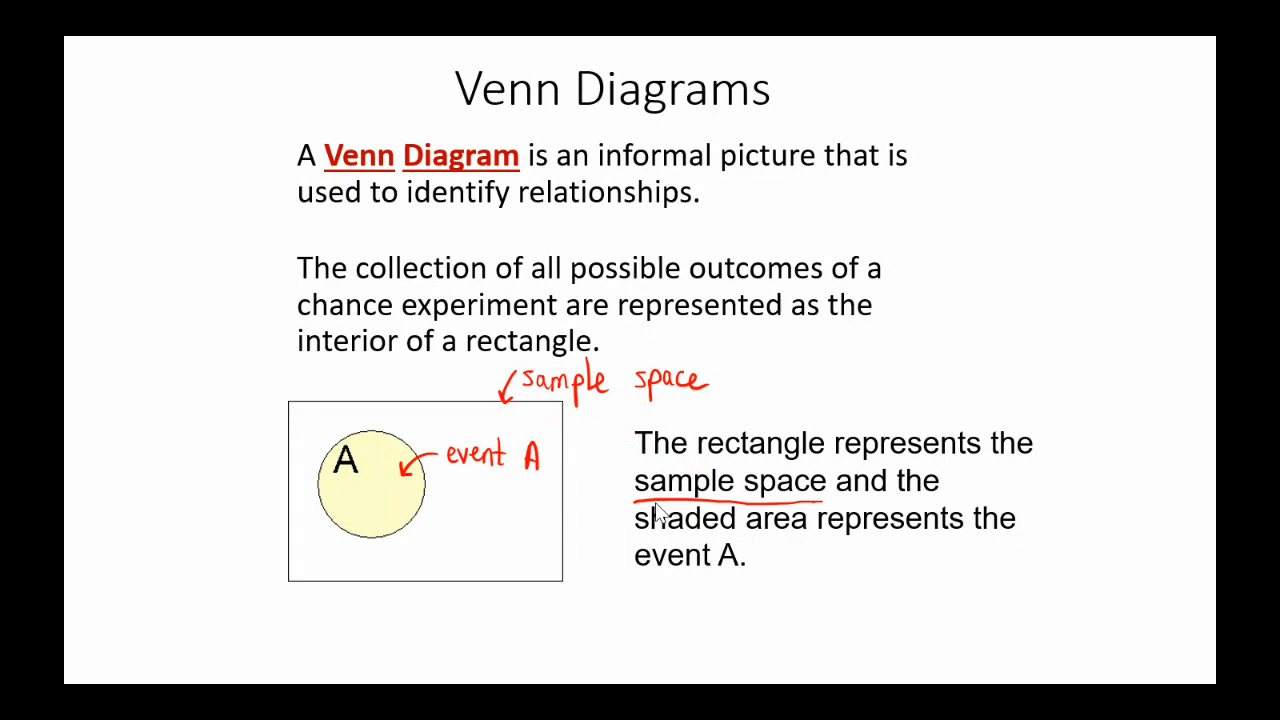 Venn Diagrams
A Venn Diagram is an informal picture that is
used to identify relationships.
The collection of all possible outcomes of a
chance experiment are represented as the
interior of a rectangle.
sample space
A
event A
The rectangle represents the
sample space and the
shaded area represents the
event A.